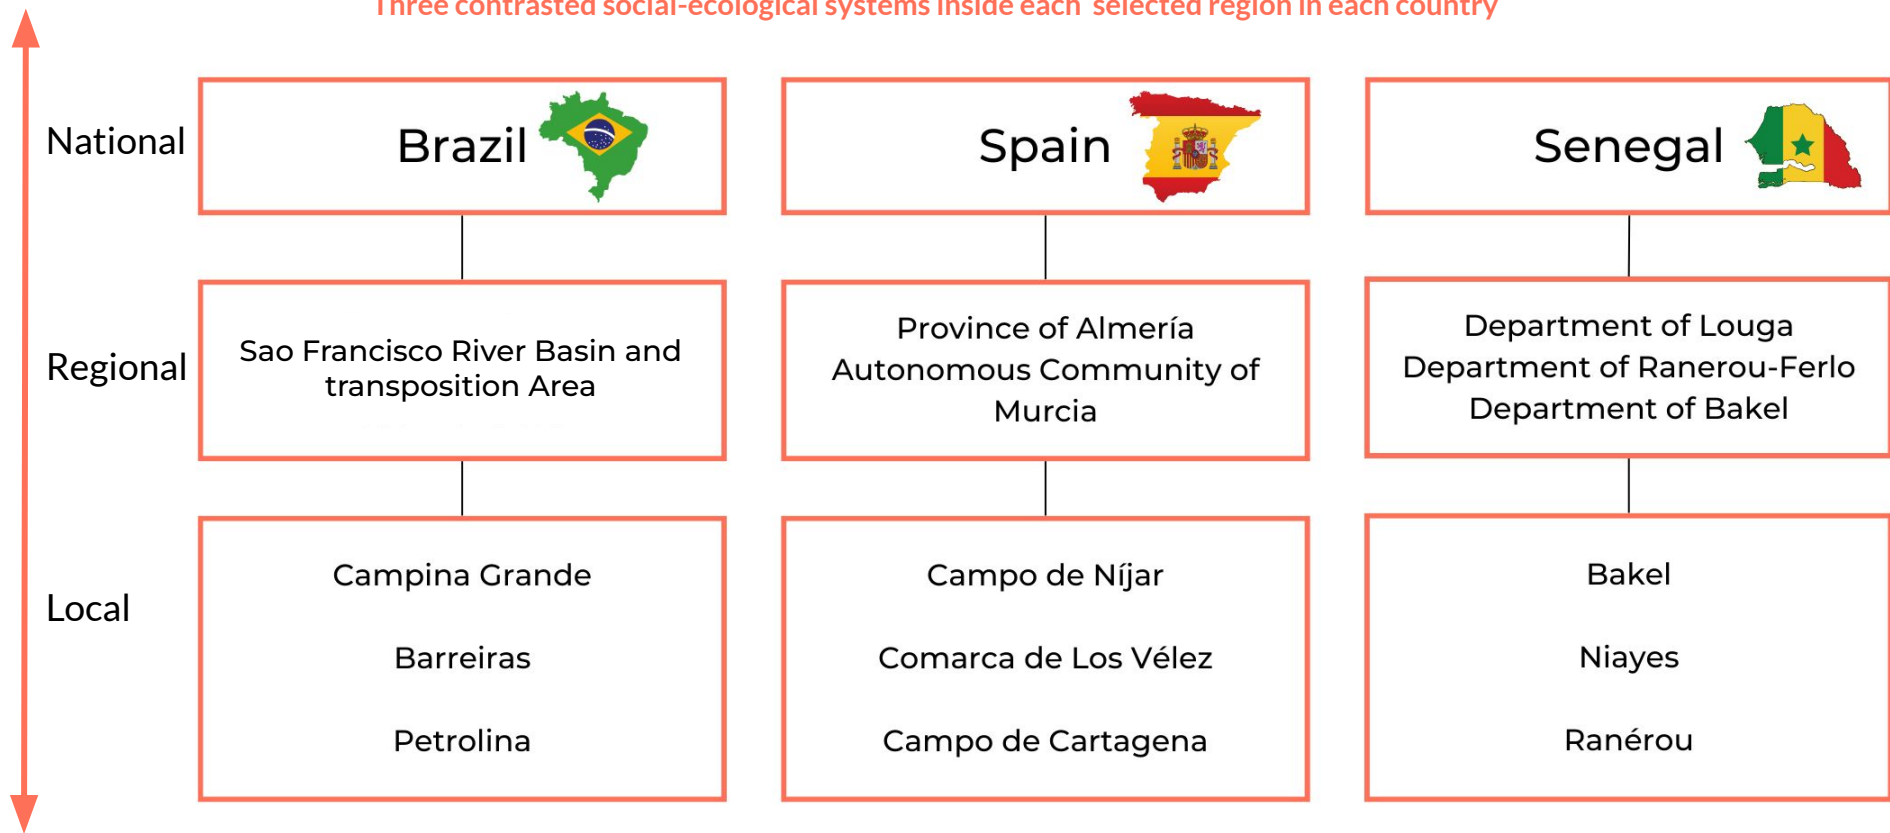 Three contrasted social-ecological systems inside each selected region in each country
National
Brazil
Spain
Senegal
Regional
Sao Francisco River Basin and
transposition Area
Province of Almería
Autonomous Community of
Murcia
Department of Louga
Department of Ranerou-Ferlo
Department of Bakel
Local
Campina Grande
Barreiras
Petrolina
Campo de Níjar
Comarca de Los Vélez
Campo de Cartagena
Bakel
Niayes
Ranérou